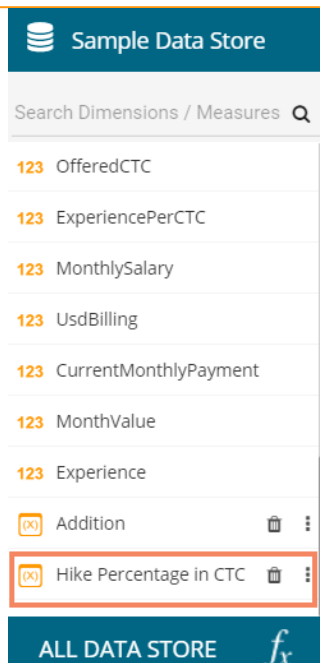 Sample Data Store
Search Dimensions / Measures
123 OfferedCTC
123 ExperiencePerCTC
123 MonthlySalary
123 UsdBilling
123 CurrentMonthlyPayment
123 MonthValue
123 Experience
(X) Addition
(X) Hike Percentage in CTC
ALL DATA STORE fx